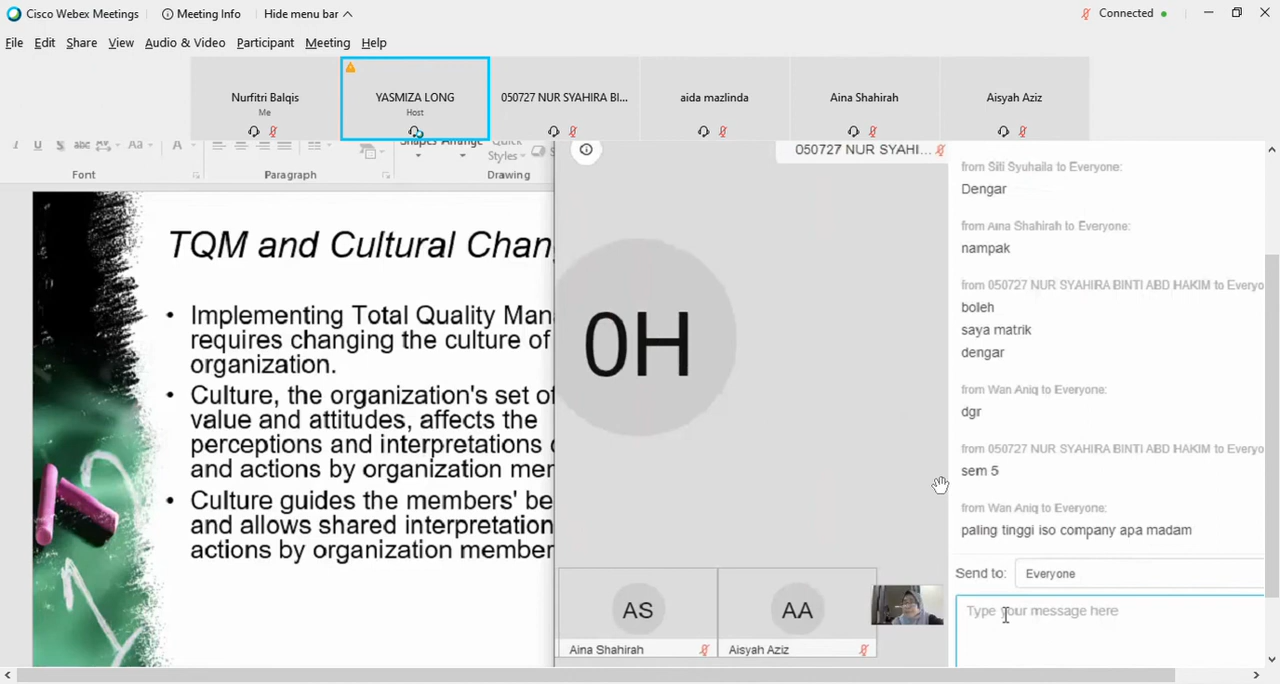 Cisco Webex Meetings
Meeting Info
Hide menu bar
Connected
File Edit Share View Audio & Video Participant Meeting Help
Nurfitri Balqis
Me
YASMIZA LONG
Host
050727 NUR SYAHIRA BI...
aida mazlinda
Aina Shahirah
Aisyah Aziz
I U S abc AV Aa A
Shapes Arrange Quick
Styles
Font
Paragraph
Drawing
TQM and Cultural Chan
• Implementing Total Quality Man
requires changing the culture of
organization.
• Culture, the organization's set of
value and attitudes, affects the
perceptions and interpretations
and actions by organization mem
• Culture guides the members' be
and allows shared interpretation
actions by organization member
050727 NUR SYAHI...
0H
AS
Aina Shahirah
AA
Aisyah Aziz
from Siti Syuhaila to Everyone:
Dengar
from Aina Shahirah to Everyone:
nampak
from 050727 NUR SYAHIRA BINTI ABD HAKIM to Everyo
boleh
saya matrik
dengar
from Wan Aniq to Everyone:
dgr
from 050727 NUR SYAHIRA BINTI ABD HAKIM to Everyo
sem 5
from Wan Aniq to Everyone:
paling tinggi iso company apa madam
Send to: Everyone
Type your message here